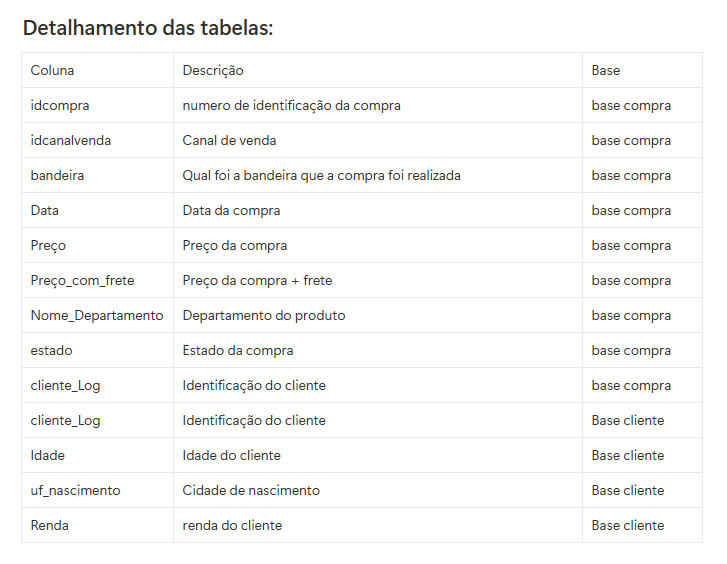 Detalhamento das tabelas:
Coluna Descrição Base
idcompra numero de identificação da compra base compra
idcanalvenda Canal de venda base compra
bandeira Qual foi a bandeira que a compra foi realizada base compra
Data Data da compra base compra
Preço Preço da compra base compra
Preço_com_frete Preço da compra + frete base compra
Nome_Departamento Departamento do produto base compra
estado Estado da compra base compra
cliente_Log Identificação do cliente base compra
cliente_Log Identificação do cliente Base cliente
Idade Idade do cliente Base cliente
uf_nascimento Cidade de nascimento Base cliente
Renda renda do cliente Base cliente